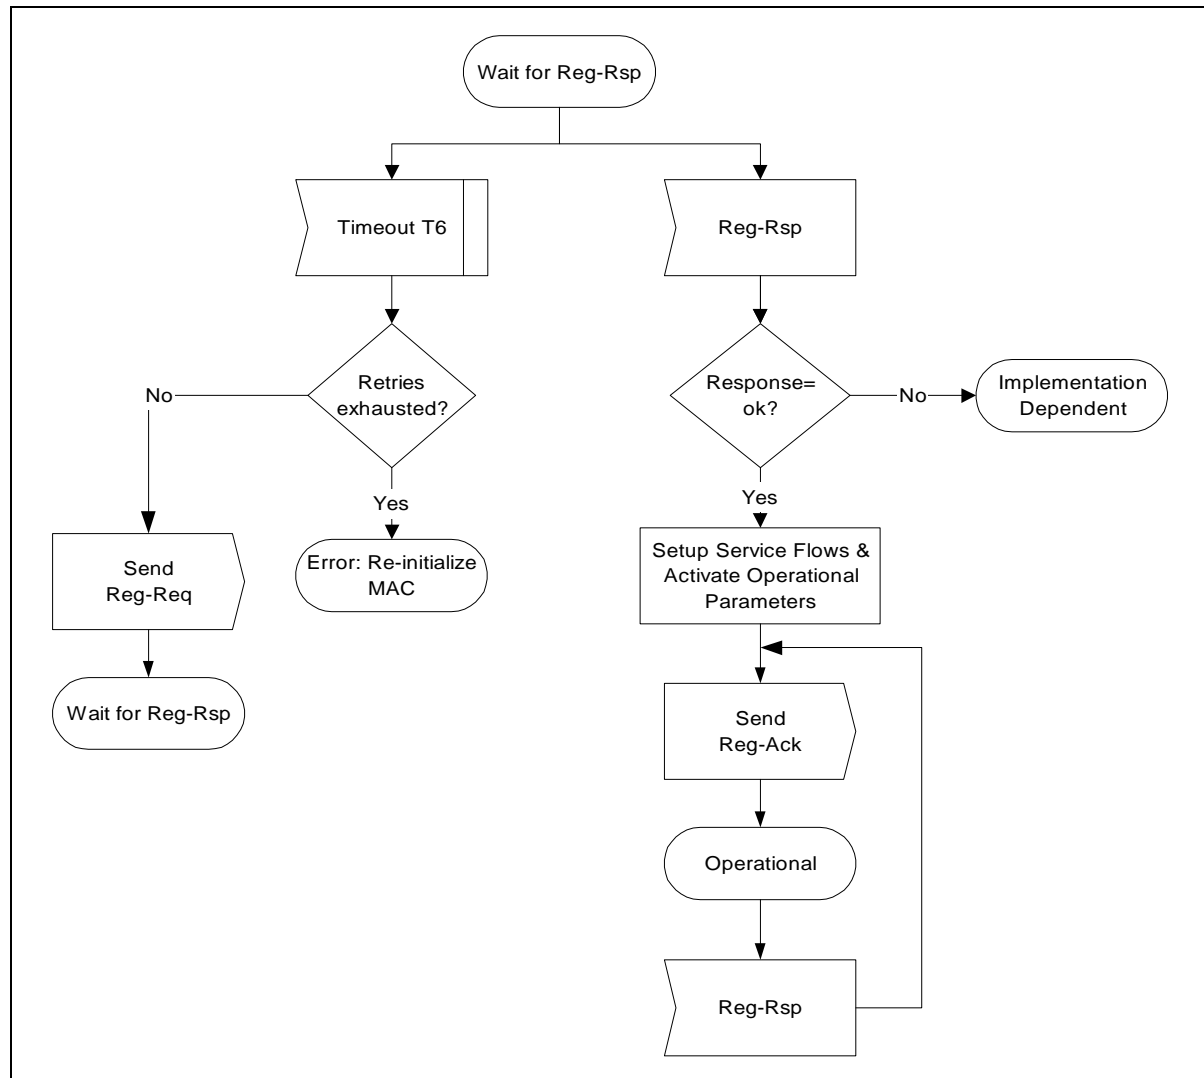 Wait for Reg-Rsp
Timeout T6
Reg-Rsp
Retries
exhausted?
No
Yes
Response=
ok?
No
Implementation
Dependent
Yes
Send
Reg-Req
Error: Re-initialize
MAC
Setup Service Flows &
Activate Operational
Parameters
Wait for Reg-Rsp
Send
Reg-Ack
Operational
Reg-Rsp